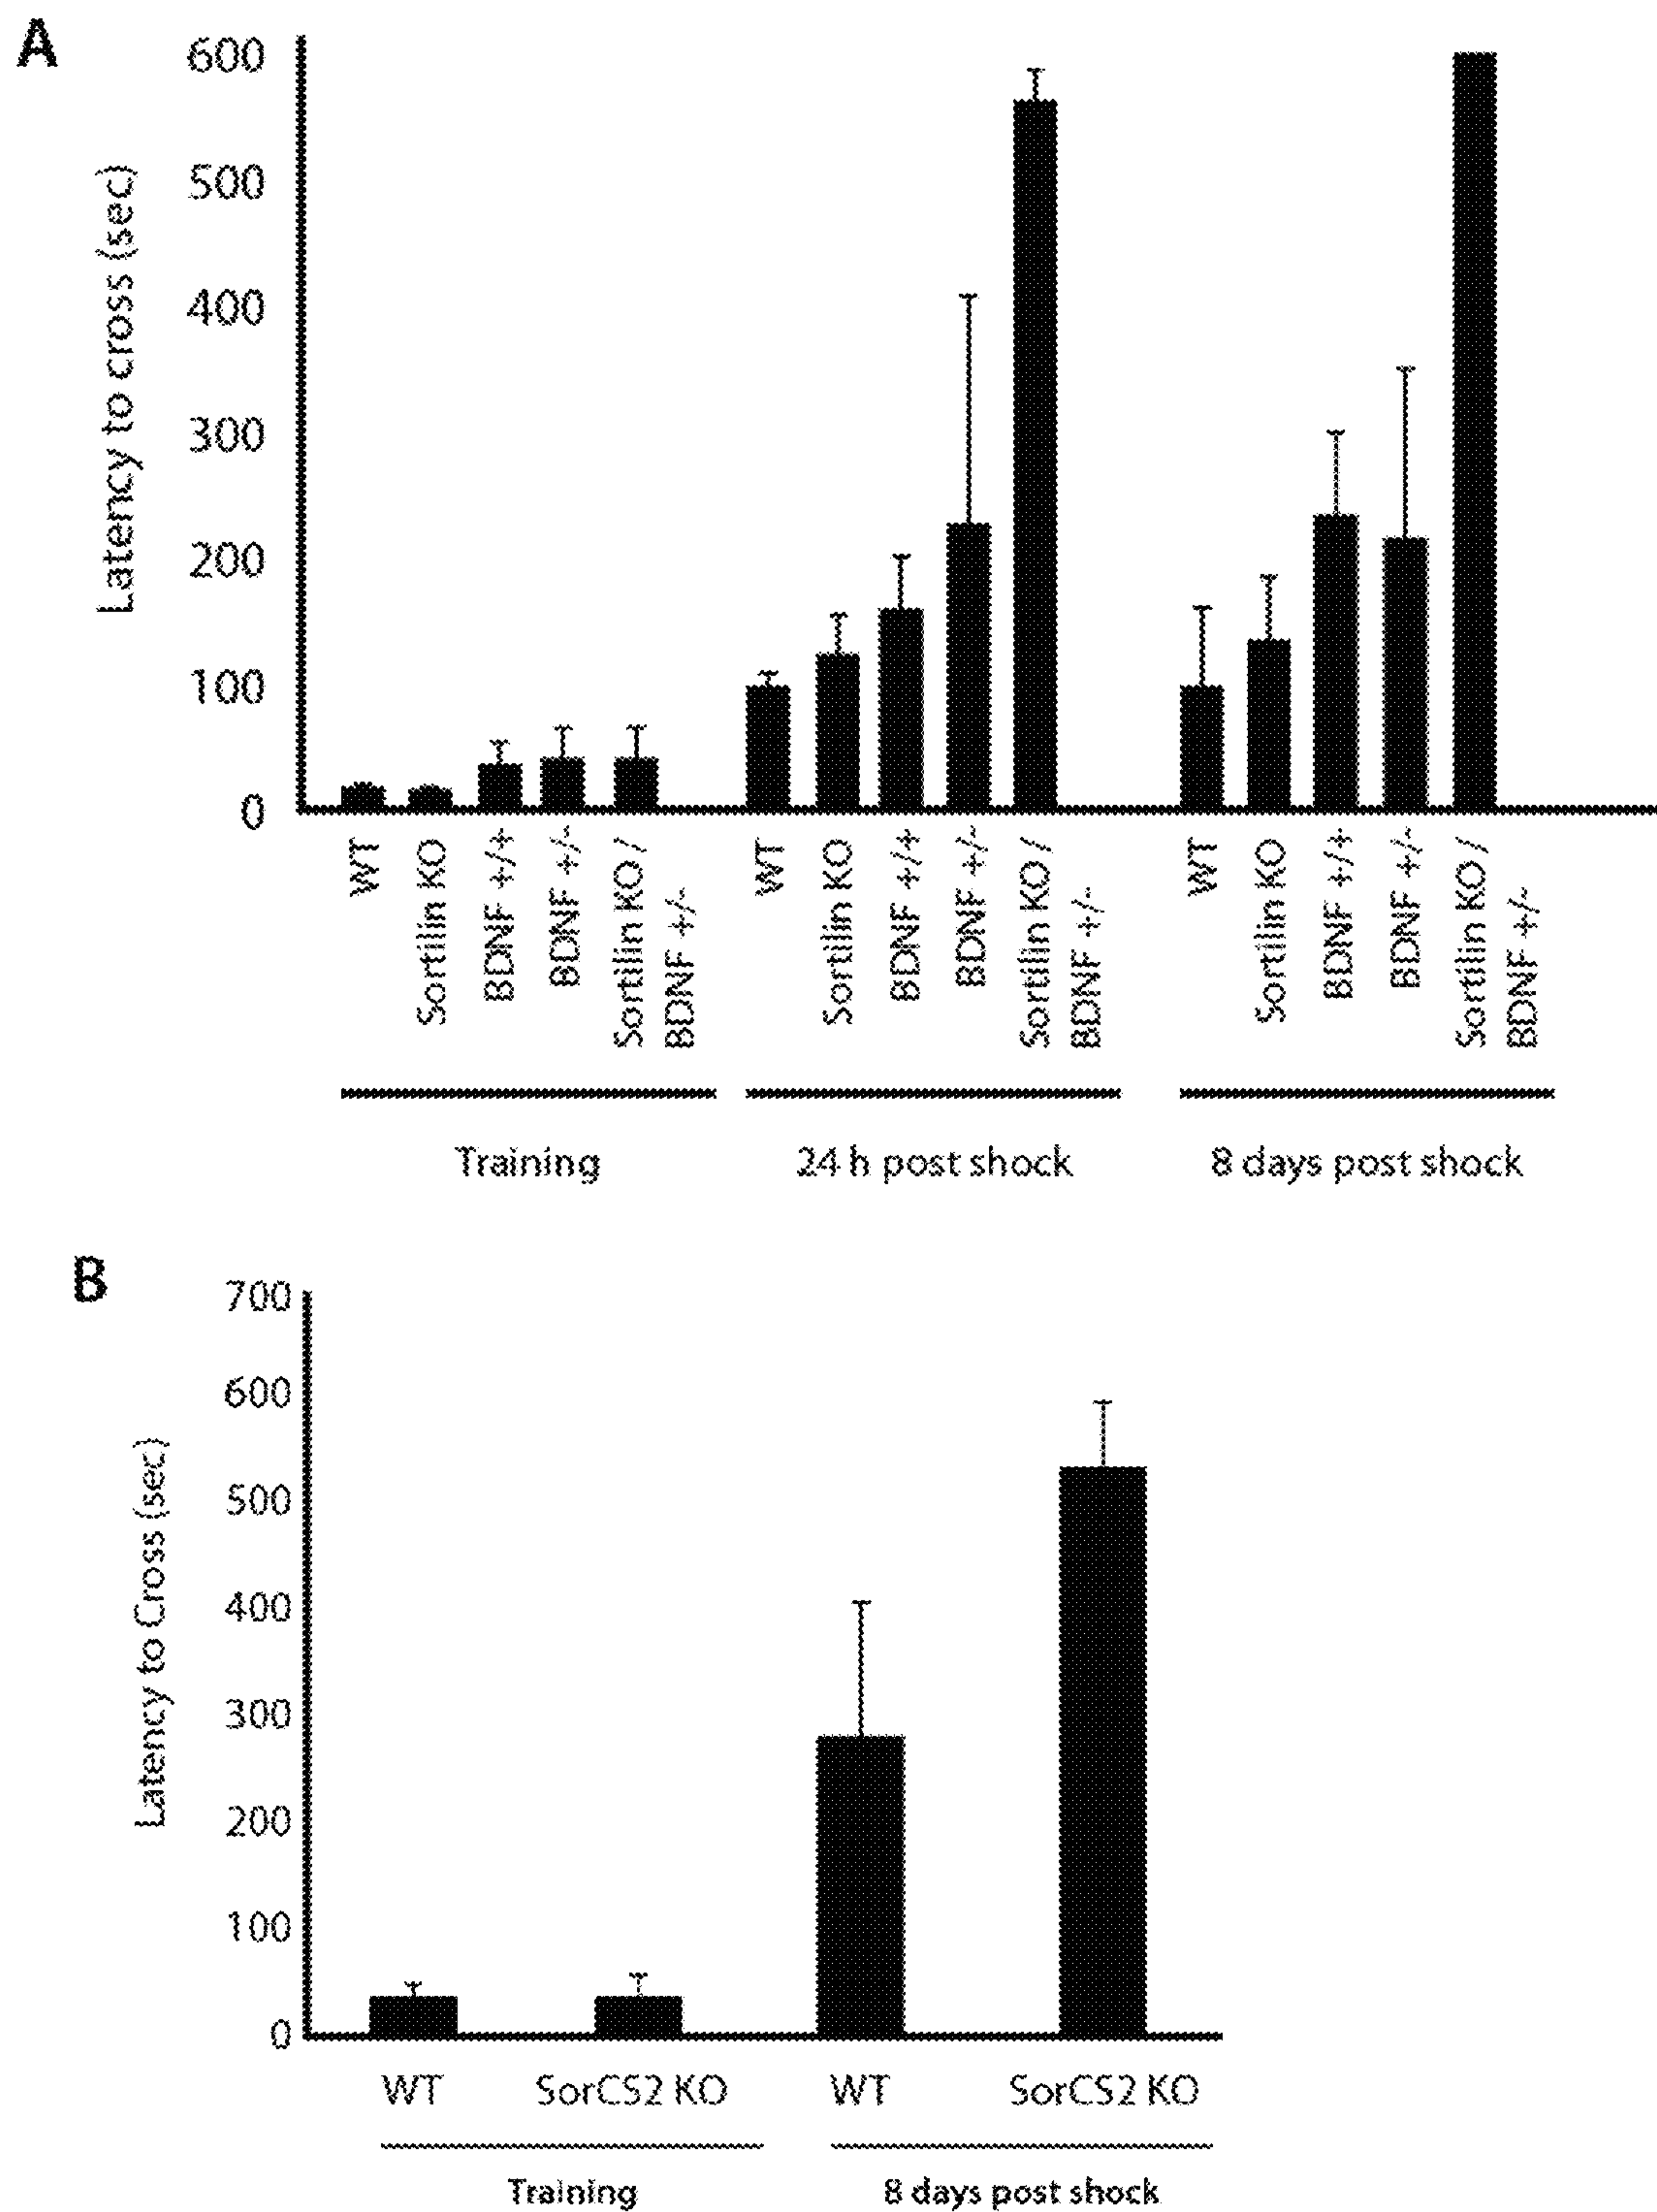 A
Latency to cross (sec)
600
500
400
300
200
100
0
WT
Sortilin KO
BDNF +/+
BDNF +/-
Sortilin KO /
BDNF +/-
WT
Sortilin KO
BDNF +/+
BDNF +/-
Sortilin KO /
BDNF +/-
WT
Sortilin KO
BDNF +/+
BDNF +/-
Sortilin KO /
BDNF +/-
Training
24 h post shock
8 days post shock
B
Latency to Cross (sec)
700
600
500
400
300
200
100
0
WT
SorCS2 KO
WT
SorCS2 KO
Training
8 days post shock